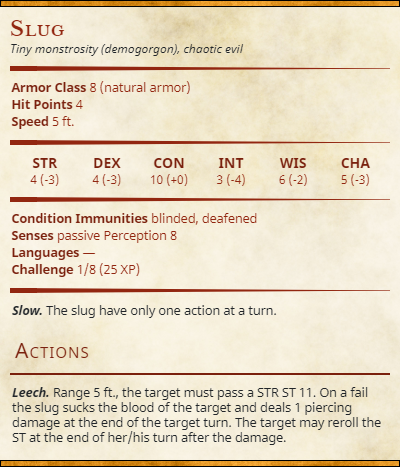 Slug
Tiny monstrosity (demogorgon), chaotic evil
Armor Class 8 (natural armor)
Hit Points 4
Speed 5 ft.
STR DEX CON INT WIS CHA
4 (-3) 4 (-3) 10 (+0) 3 (-4) 6 (-2) 5 (-3)
Condition Immunities blinded, deafened
Senses passive Perception 8
Languages —
Challenge 1/8 (25 XP)
Slow. The slug have only one action at a turn.
Actions
Leech. Range 5 ft., the target must pass a STR ST 11. On a fail
the slug sucks the blood of the target and deals 1 piercing
damage at the end of the target turn. The target may reroll the
ST at the end of her/his turn after the damage.